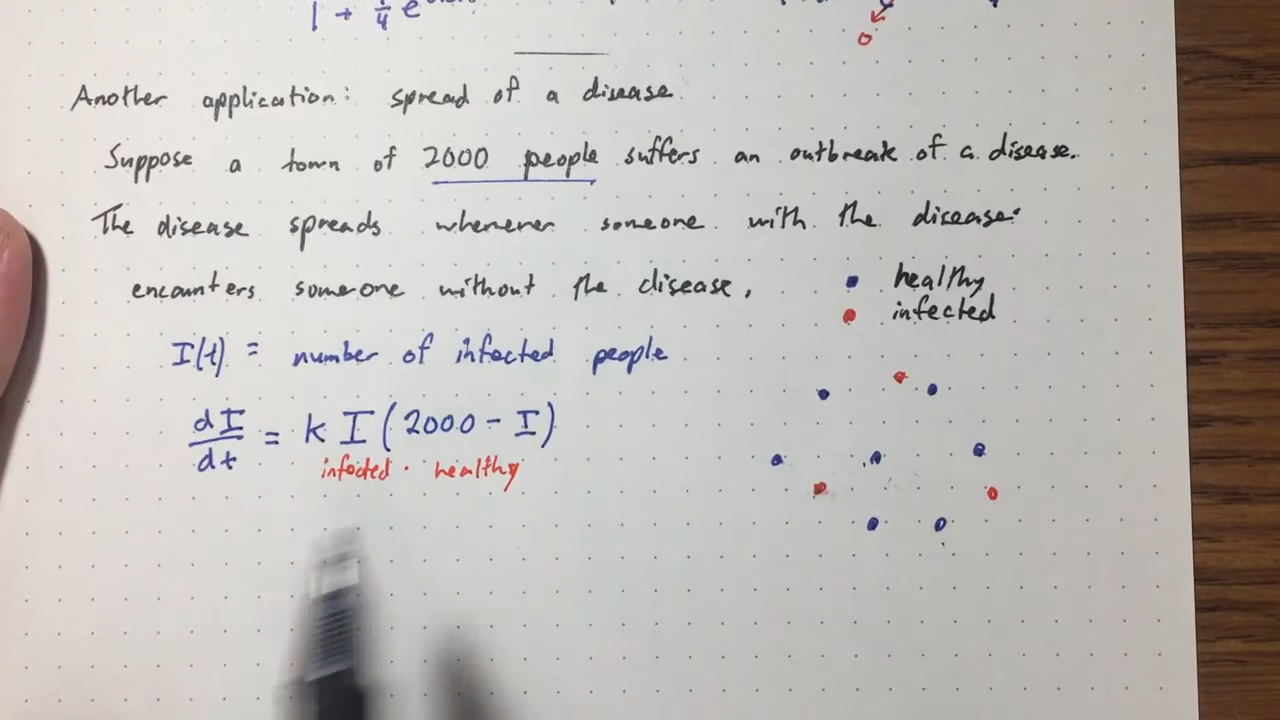 Another application: spread of a disease
Suppose a town of 2000 people suffers an outbreak of a disease.
The disease spreads whenever someone with the disease
encounters someone without the disease.
healthy
infected
I(t) = number of infected people
dI/dt = k I (2000 - I)
infected · healthy